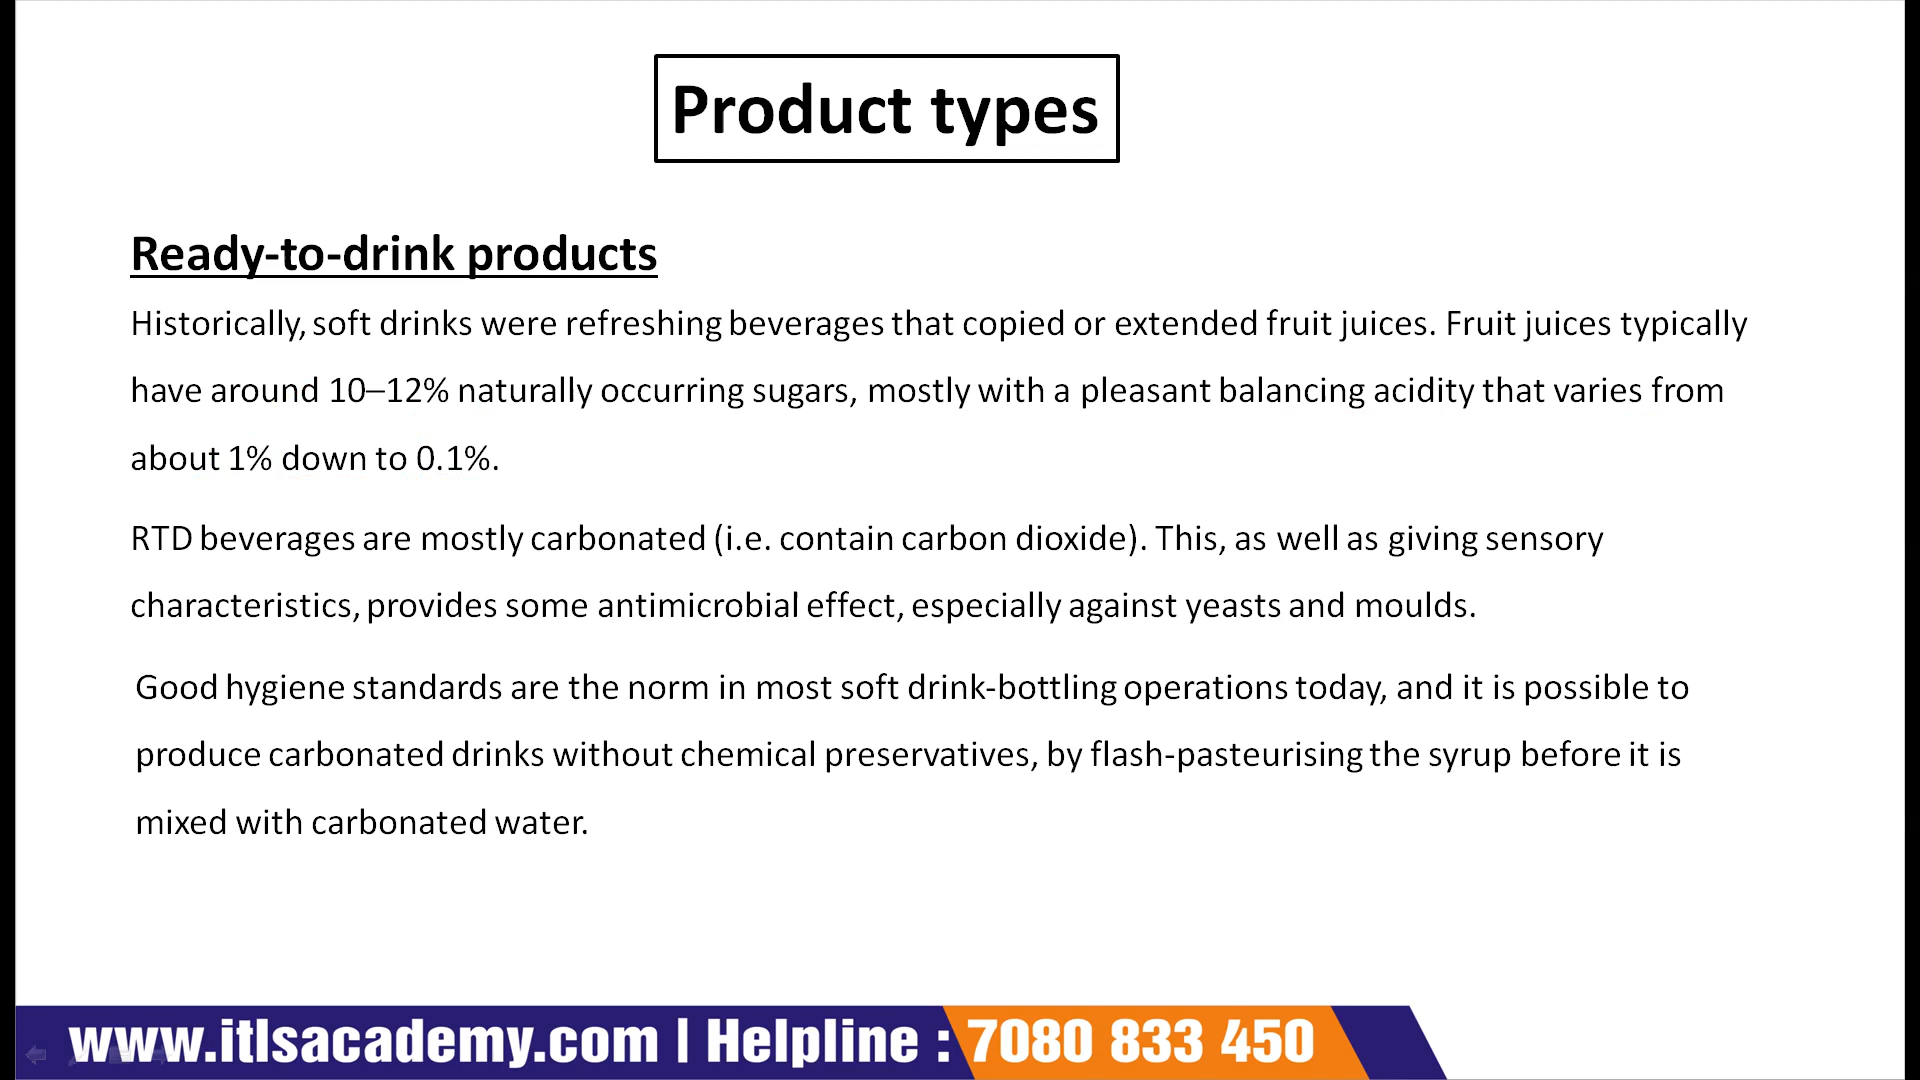 Product types
Ready-to-drink products
Historically, soft drinks were refreshing beverages that copied or extended fruit juices. Fruit juices typically
have around 10–12% naturally occurring sugars, mostly with a pleasant balancing acidity that varies from
about 1% down to 0.1%.
RTD beverages are mostly carbonated (i.e. contain carbon dioxide). This, as well as giving sensory
characteristics, provides some antimicrobial effect, especially against yeasts and moulds.
Good hygiene standards are the norm in most soft drink-bottling operations today, and it is possible to
produce carbonated drinks without chemical preservatives, by flash-pasteurising the syrup before it is
mixed with carbonated water.
www.itlsacademy.com | Helpline : 7080 833 450